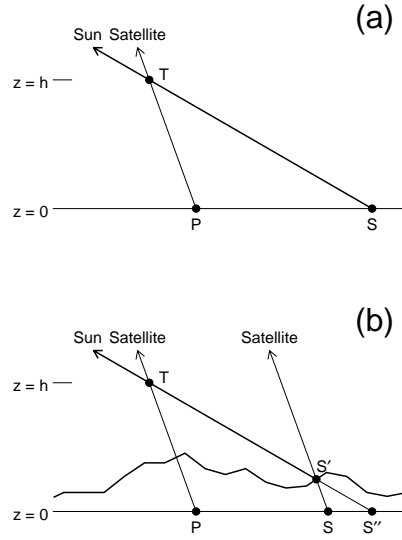 (a)
Sun Satellite
T
z = h
z = 0
P S
(b)
Sun Satellite Satellite
T
z = h
S′
z = 0
P S S′′